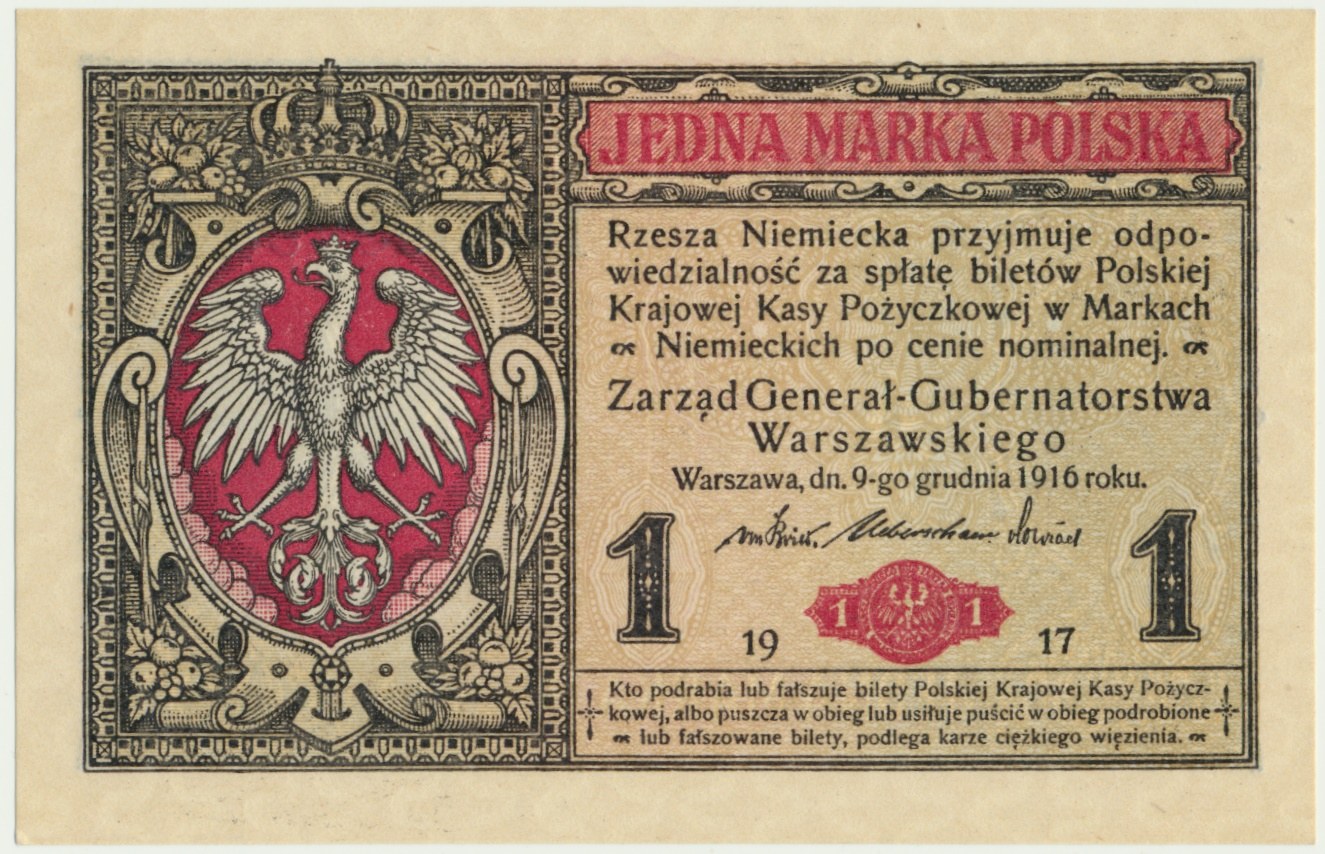 JEDNA MARKA POLSKA
Rzesza Niemiecka przyjmuje odpo-
wiedzialność za spłatę biletów Polskiej
Krajowej Kasy Pożyczkowej w Markach
Niemieckich po cenie nominalnej.
Zarząd Generał-Gubernatorstwa
Warszawskiego
Warszawa, dn. 9-go grudnia 1916 roku.
1 1
1 1
19 17
Kto podrabia lub fałszuje bilety Polskiej Krajowej Kasy Pożycz-
kowej, albo puszcza w obieg lub usiłuje puścić w obieg podrobione
lub fałszowane bilety, podlega karze ciężkiego więzienia.